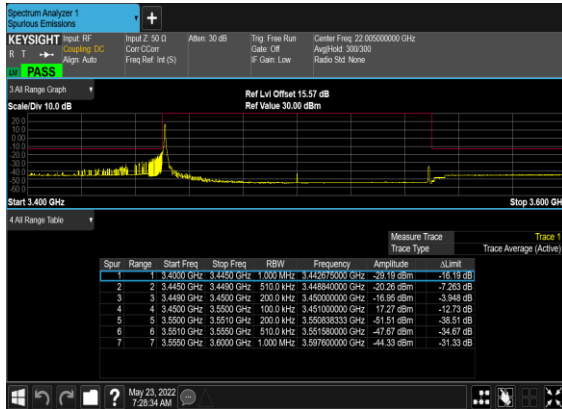 Spectrum Analyzer 1
Spurious Emissions
+
KEYSIGHT Input: RF Input Z: 50 Ω Atten: 30 dB Trig: Free Run Center Freq: 22.005000000 GHz
R T Coupling: DC Corr CCorr Gate: Off Avg|Hold: 300/300
Align: Auto Freq Ref: Int (S) IF Gain: Low Radio Std: None
PASS
3 All Range Graph
Scale/Div 10.0 dB Ref Lvl Offset 15.57 dB
Ref Value 30.00 dBm
20.0
10.0
0.00
-10.0
-20.0
-30.0
-40.0
-50.0
-60.0
Start 3.400 GHz Stop 3.600 GH
4 All Range Table
Measure Trace Trace 1
Trace Type Trace Average (Active)
Spur Range Start Freq Stop Freq RBW Frequency Amplitude ΔLimit
1 1 3.4000 GHz 3.4450 GHz 1.000 MHz 3.442675000 GHz -29.19 dBm -16.19 dB
2 2 3.4450 GHz 3.4490 GHz 510.0 kHz 3.448840000 GHz -20.26 dBm -7.263 dB
3 3 3.4490 GHz 3.4500 GHz 200.0 kHz 3.450000000 GHz -16.95 dBm -3.948 dB
4 4 3.4500 GHz 3.5500 GHz 100.0 kHz 3.451000000 GHz 17.27 dBm -12.73 dB
5 5 3.5500 GHz 3.5510 GHz 200.0 kHz 3.550838333 GHz -51.51 dBm -38.51 dB
6 6 3.5510 GHz 3.5550 GHz 510.0 kHz 3.551580000 GHz -47.67 dBm -34.67 dB
7 7 3.5550 GHz 3.6000 GHz 1.000 MHz 3.597600000 GHz -44.33 dBm -31.33 dB
? May 23, 2022
7:28:34 AM